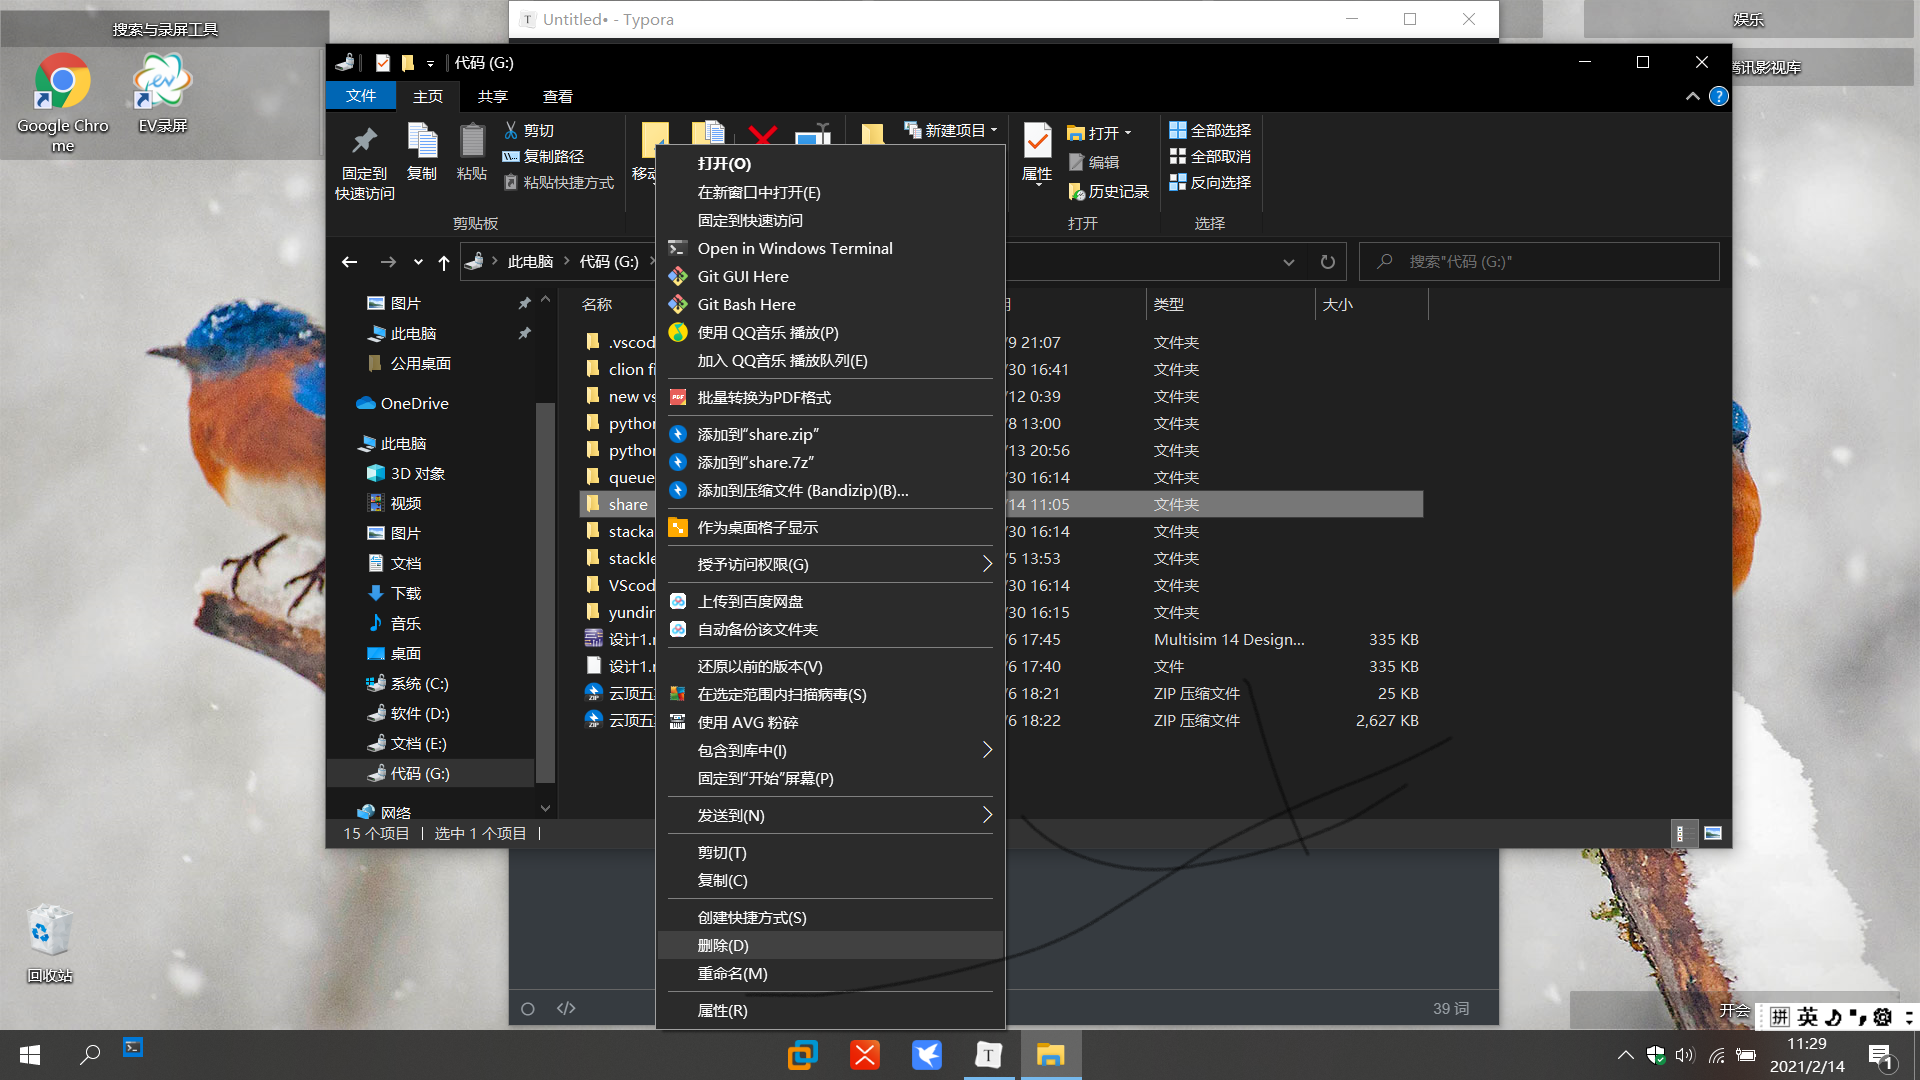 搜索与录屏工具
Google Chrome
EV录屏
回收站
Untitled• - Typora
娱乐
腾讯影视库
代码 (G:)
文件
主页
共享
查看
固定到快速访问
复制
粘贴
剪切
复制路径
粘贴快捷方式
剪贴板
新建项目
属性
打开
编辑
历史记录
打开
全部选择
全部取消
反向选择
选择
此电脑
代码 (G:)
搜索"代码 (G:)"
图片
此电脑
公用桌面
OneDrive
此电脑
3D 对象
视频
图片
文档
下载
音乐
桌面
系统 (C:)
软件 (D:)
文档 (E:)
代码 (G:)
网络
名称
类型
大小
.vscod
/9 21:07
文件夹
clion f
/30 16:41
文件夹
new vs
/12 0:39
文件夹
python
/8 13:00
文件夹
python
/13 20:56
文件夹
queue
/30 16:14
文件夹
share
/14 11:05
文件夹
stacka
/30 16:14
文件夹
stackle
/5 13:53
文件夹
VScod
/30 16:14
文件夹
yundin
/30 16:15
文件夹
设计1.
/6 17:45
Multisim 14 Design...
335 KB
设计1.
/6 17:40
文件
335 KB
云顶五
/6 18:21
ZIP 压缩文件
25 KB
云顶五
/6 18:22
ZIP 压缩文件
2,627 KB
15 个项目
选中 1 个项目
打开(O)
在新窗口中打开(E)
固定到快速访问
Open in Windows Terminal
Git GUI Here
Git Bash Here
使用 QQ音乐 播放(P)
加入 QQ音乐 播放队列(E)
批量转换为PDF格式
添加到"share.zip"
添加到"share.7z"
添加到压缩文件 (Bandizip)(B)...
作为桌面格子显示
授予访问权限(G)
上传到百度网盘
自动备份该文件夹
还原以前的版本(V)
在选定范围内扫描病毒(S)
使用 AVG 粉碎
包含到库中(I)
固定到"开始"屏幕(P)
发送到(N)
剪切(T)
复制(C)
创建快捷方式(S)
删除(D)
重命名(M)
属性(R)
39 词
开会
拼 英
11:29
2021/2/14
1